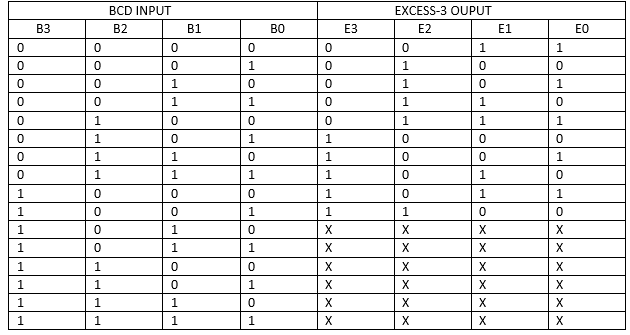 BCD INPUT EXCESS-3 OUPUT
B3 B2 B1 B0 E3 E2 E1 E0
0 0 0 0 0 0 1 1
0 0 0 1 0 1 0 0
0 0 1 0 0 1 0 1
0 0 1 1 0 1 1 0
0 1 0 0 0 1 1 1
0 1 0 1 1 0 0 0
0 1 1 0 1 0 0 1
0 1 1 1 1 0 1 0
1 0 0 0 1 0 1 1
1 0 0 1 1 1 0 0
1 0 1 0 X X X X
1 0 1 1 X X X X
1 1 0 0 X X X X
1 1 0 1 X X X X
1 1 1 0 X X X X
1 1 1 1 X X X X